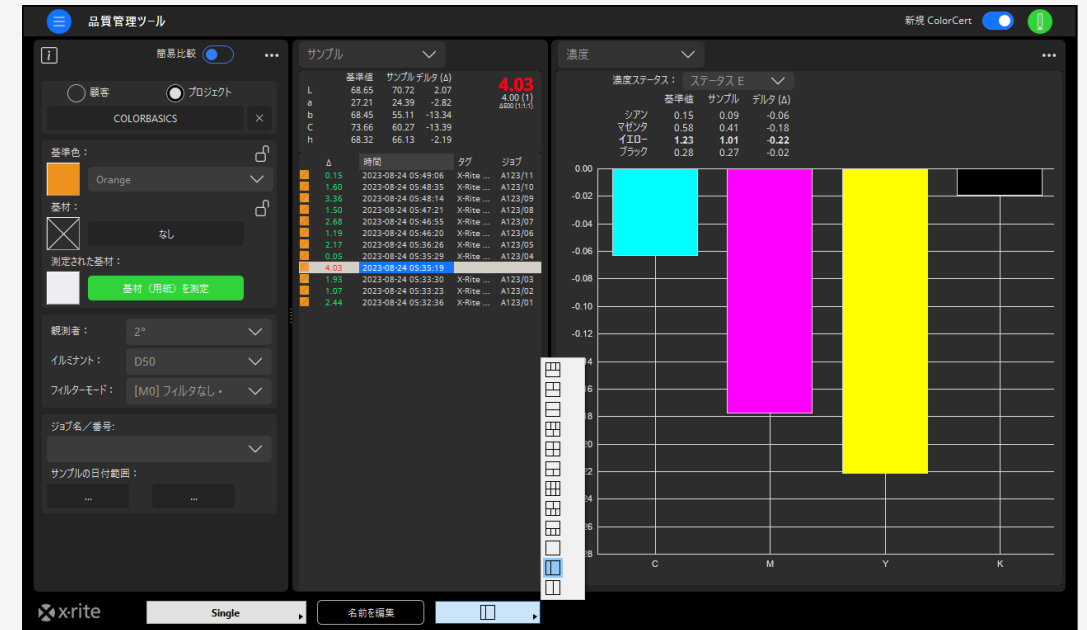 品質管理ツール
新規 ColorCert
簡易比較
顧客 プロジェクト
COLORBASICS
基準色：
Orange
基材：
なし
測定された基材：
基材（用紙）を測定
観測者： 2°
イルミナント： D50
フィルターモード： [M0] フィルタなし・
ジョブ名／番号:
サンプルの日付範囲：
... ...
サンプル
基準値 サンプル デルタ (Δ)
L 68.65 70.72 2.07
a 27.21 24.39 -2.82
b 68.45 55.11 -13.34
C 73.66 60.27 -13.39
h 68.32 66.13 -2.19
4.03
4.00 (1)
ΔE00 (1:1:1)
Δ 時間 タグ ジョブ
0.15 2023-08-24 05:49:06 X-Rite ... A123/11
1.60 2023-08-24 05:48:35 X-Rite ... A123/10
3.36 2023-08-24 05:48:14 X-Rite ... A123/09
1.50 2023-08-24 05:47:21 X-Rite ... A123/08
2.68 2023-08-24 05:46:55 X-Rite ... A123/07
1.19 2023-08-24 05:46:20 X-Rite ... A123/06
2.17 2023-08-24 05:36:26 X-Rite ... A123/05
0.05 2023-08-24 05:35:29 X-Rite ... A123/04
4.03 2023-08-24 05:35:19
1.93 2023-08-24 05:33:30 X-Rite ... A123/03
1.07 2023-08-24 05:33:23 X-Rite ... A123/02
2.44 2023-08-24 05:32:36 X-Rite ... A123/01
濃度
濃度ステータス： ステータス E
基準値 サンプル デルタ (Δ)
シアン 0.15 0.09 -0.06
マゼンタ 0.58 0.41 -0.18
イエロー 1.23 1.01 -0.22
ブラック 0.28 0.27 -0.02
0.00
-0.02
-0.04
-0.06
-0.08
-0.10
-0.12
4
6
8
0
2
4
6
8
C M Y K
x·rite
Single
名前を編集